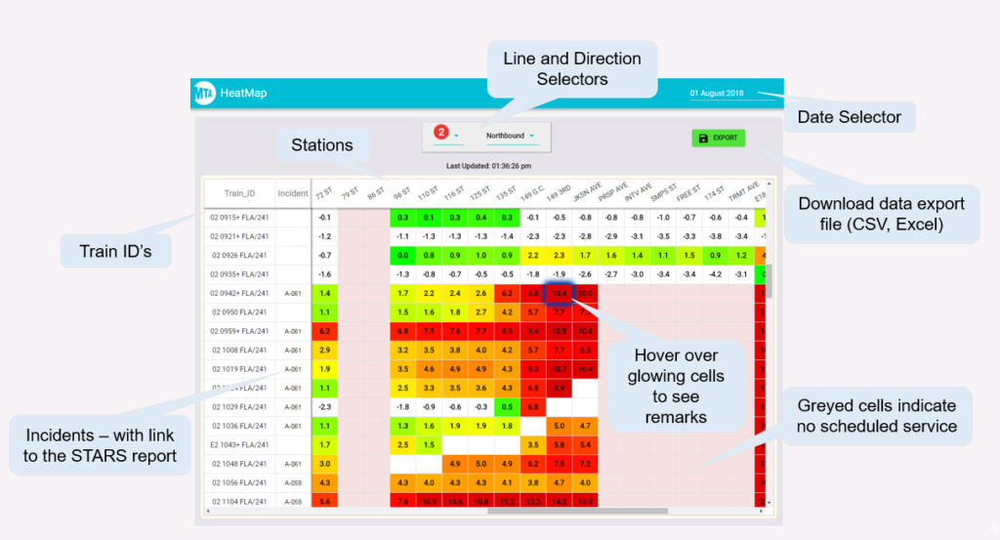 Line and Direction
Selectors
MTA HeatMap
01 August 2018
Date Selector
Stations
2 Northbound
EXPORT
Last Updated: 01:36:26 pm
Train_ID Incident 72 ST 79 ST 86 ST 96 ST 110 ST 116 ST 125 ST 135 ST 149 G.C. 149 3RD JKSN AVE PRSP AVE INTV AVE SMPS ST FREE ST 174 ST TRMT AVE E18
Download data export
file (CSV, Excel)
Train ID's
02 0915+ FLA/241 -0.1 0.3 0.1 0.3 0.4 0.3 -0.1 -0.5 -0.8 -0.8 -0.8 -1.0 -0.7 -0.6 -0.4
02 0921+ FLA/241 -1.2 -1.1 -1.3 -1.3 -1.3 -1.4 -2.3 -2.3 -2.8 -2.9 -3.1 -3.5 -3.3 -3.8 -3.4
02 0926 FLA/241 -0.7 0.0 0.8 0.9 1.0 0.9 2.2 2.3 1.7 1.6 1.4 1.1 1.5 0.9 1.2
02 0935+ FLA/241 -1.6 -1.3 -0.8 -0.7 -0.5 -0.5 -1.8 -1.9 -2.6 -2.7 -3.0 -3.4 -3.4 -4.2 -3.1
02 0942+ FLA/241 A-061 1.4 1.7 2.2 2.4 2.6 6.2 8.8 10.4 10.0
02 0950 FLA/241 1.1 1.5 1.6 1.8 2.7 4.2 5.7 7.7
02 0959+ FLA/241 A-061 6.2 6.8 7.5 7.6 7.7 8.5 9.4 10.9 10.8
02 1008 FLA/241 A-061 2.9 3.2 3.5 3.8 4.0 4.2 5.7 7.7 8.5
02 1019 FLA/241 A-061 1.9 3.5 4.6 4.9 4.9 4.3 8.0 10.7 10.4
FLA/241 A-061 1.1 2.5 3.3 3.5 3.6 4.3 6.9 9.9
02 1029 FLA/241 A-061 -2.3 -1.8 -0.9 -0.6 -0.3 0.5 6.8
02 1036 FLA/241 A-061 1.1 1.3 1.6 1.9 1.9 1.8 5.0 4.7
E2 1043+ FLA/241 1.7 2.5 1.5 3.5 5.8 5.4
02 1048 FLA/241 A-061 3.0 4.9 5.0 4.9 6.2 7.5 7.2
02 1056 FLA/241 A-058 4.3 4.3 4.0 4.3 4.3 4.1 3.8 4.7 4.0
02 1104 FLA/241 A-058 5.6 7.6 10.3 10.6 10.8 11.2 13.2 14.2 13.9
Hover over
glowing cells
to see
remarks
Greyed cells indicate
no scheduled service
Incidents – with link
to the STARS report